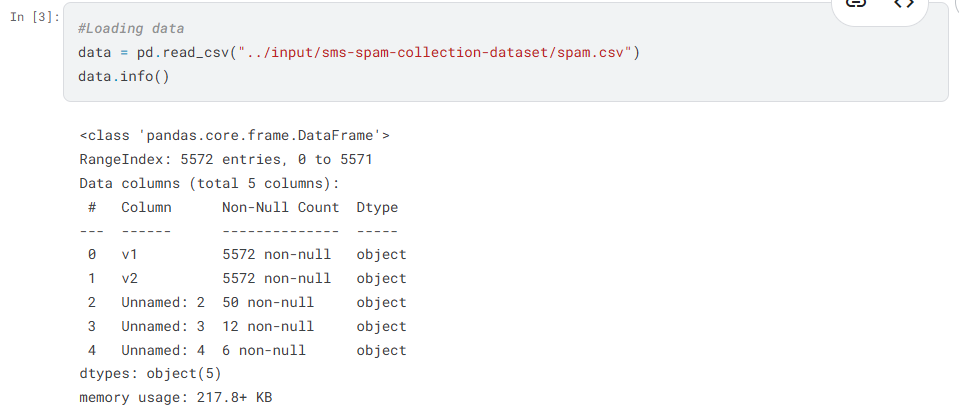 In [3]:
#Loading data
data = pd.read_csv("../input/sms-spam-collection-dataset/spam.csv")
data.info()
<class 'pandas.core.frame.DataFrame'>
RangeIndex: 5572 entries, 0 to 5571
Data columns (total 5 columns):
 #   Column      Non-Null Count  Dtype
---  ------      --------------  -----
 0   v1          5572 non-null   object
 1   v2          5572 non-null   object
 2   Unnamed: 2  50 non-null     object
 3   Unnamed: 3  12 non-null     object
 4   Unnamed: 4  6 non-null      object
dtypes: object(5)
memory usage: 217.8+ KB